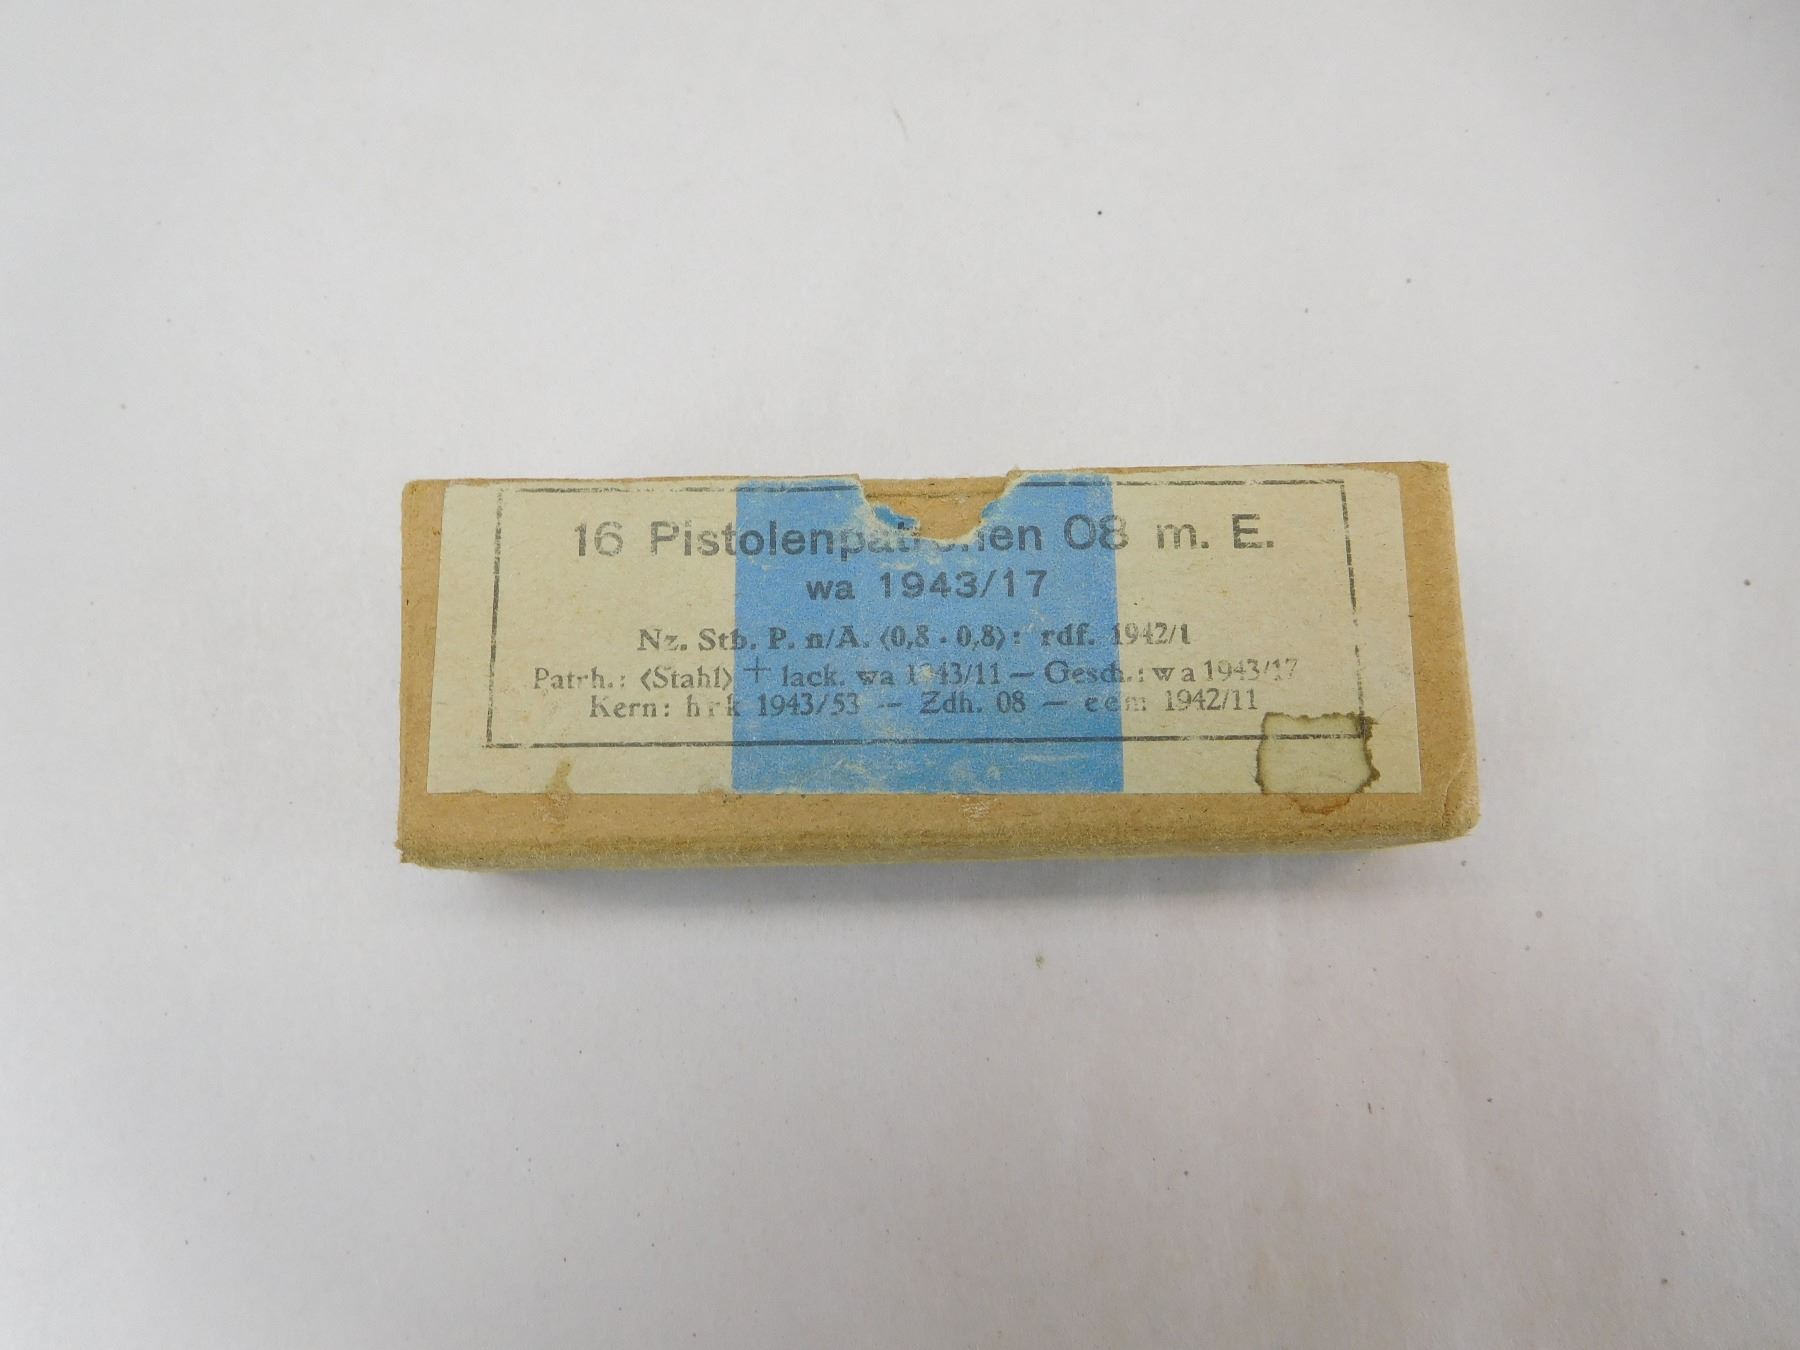 16 Pistolenpatronen 08 m. E.
wa 1943/17
Nz. Stb. P. n/A. (0,8 · 0,8): rdf. 1942/1
Patrh.: (Stahl) + lack. wa 1943/11 — Gesch.: wa 1943/17
Kern: hrk 1943/53 — Zdh. 08 — eem 1942/11